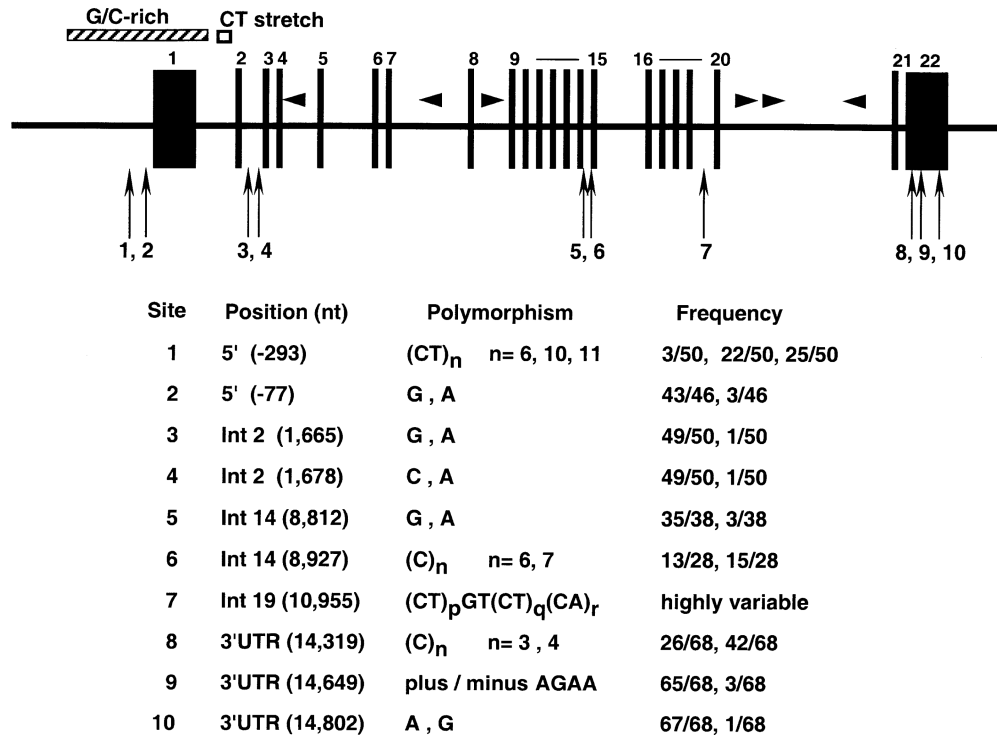 G/C-rich CT stretch
1 2 3 4 5 6 7 8 9 15 16 20 21 22
1, 2 3, 4 5, 6 7 8, 9, 10
Site Position (nt) Polymorphism Frequency
1 5' (-293) (CT)n n= 6, 10, 11 3/50, 22/50, 25/50
2 5' (-77) G , A 43/46, 3/46
3 Int 2 (1,665) G , A 49/50, 1/50
4 Int 2 (1,678) C , A 49/50, 1/50
5 Int 14 (8,812) G , A 35/38, 3/38
6 Int 14 (8,927) (C)n n= 6, 7 13/28, 15/28
7 Int 19 (10,955) (CT)pGT(CT)q(CA)r highly variable
8 3'UTR (14,319) (C)n n= 3 , 4 26/68, 42/68
9 3'UTR (14,649) plus / minus AGAA 65/68, 3/68
10 3'UTR (14,802) A , G 67/68, 1/68